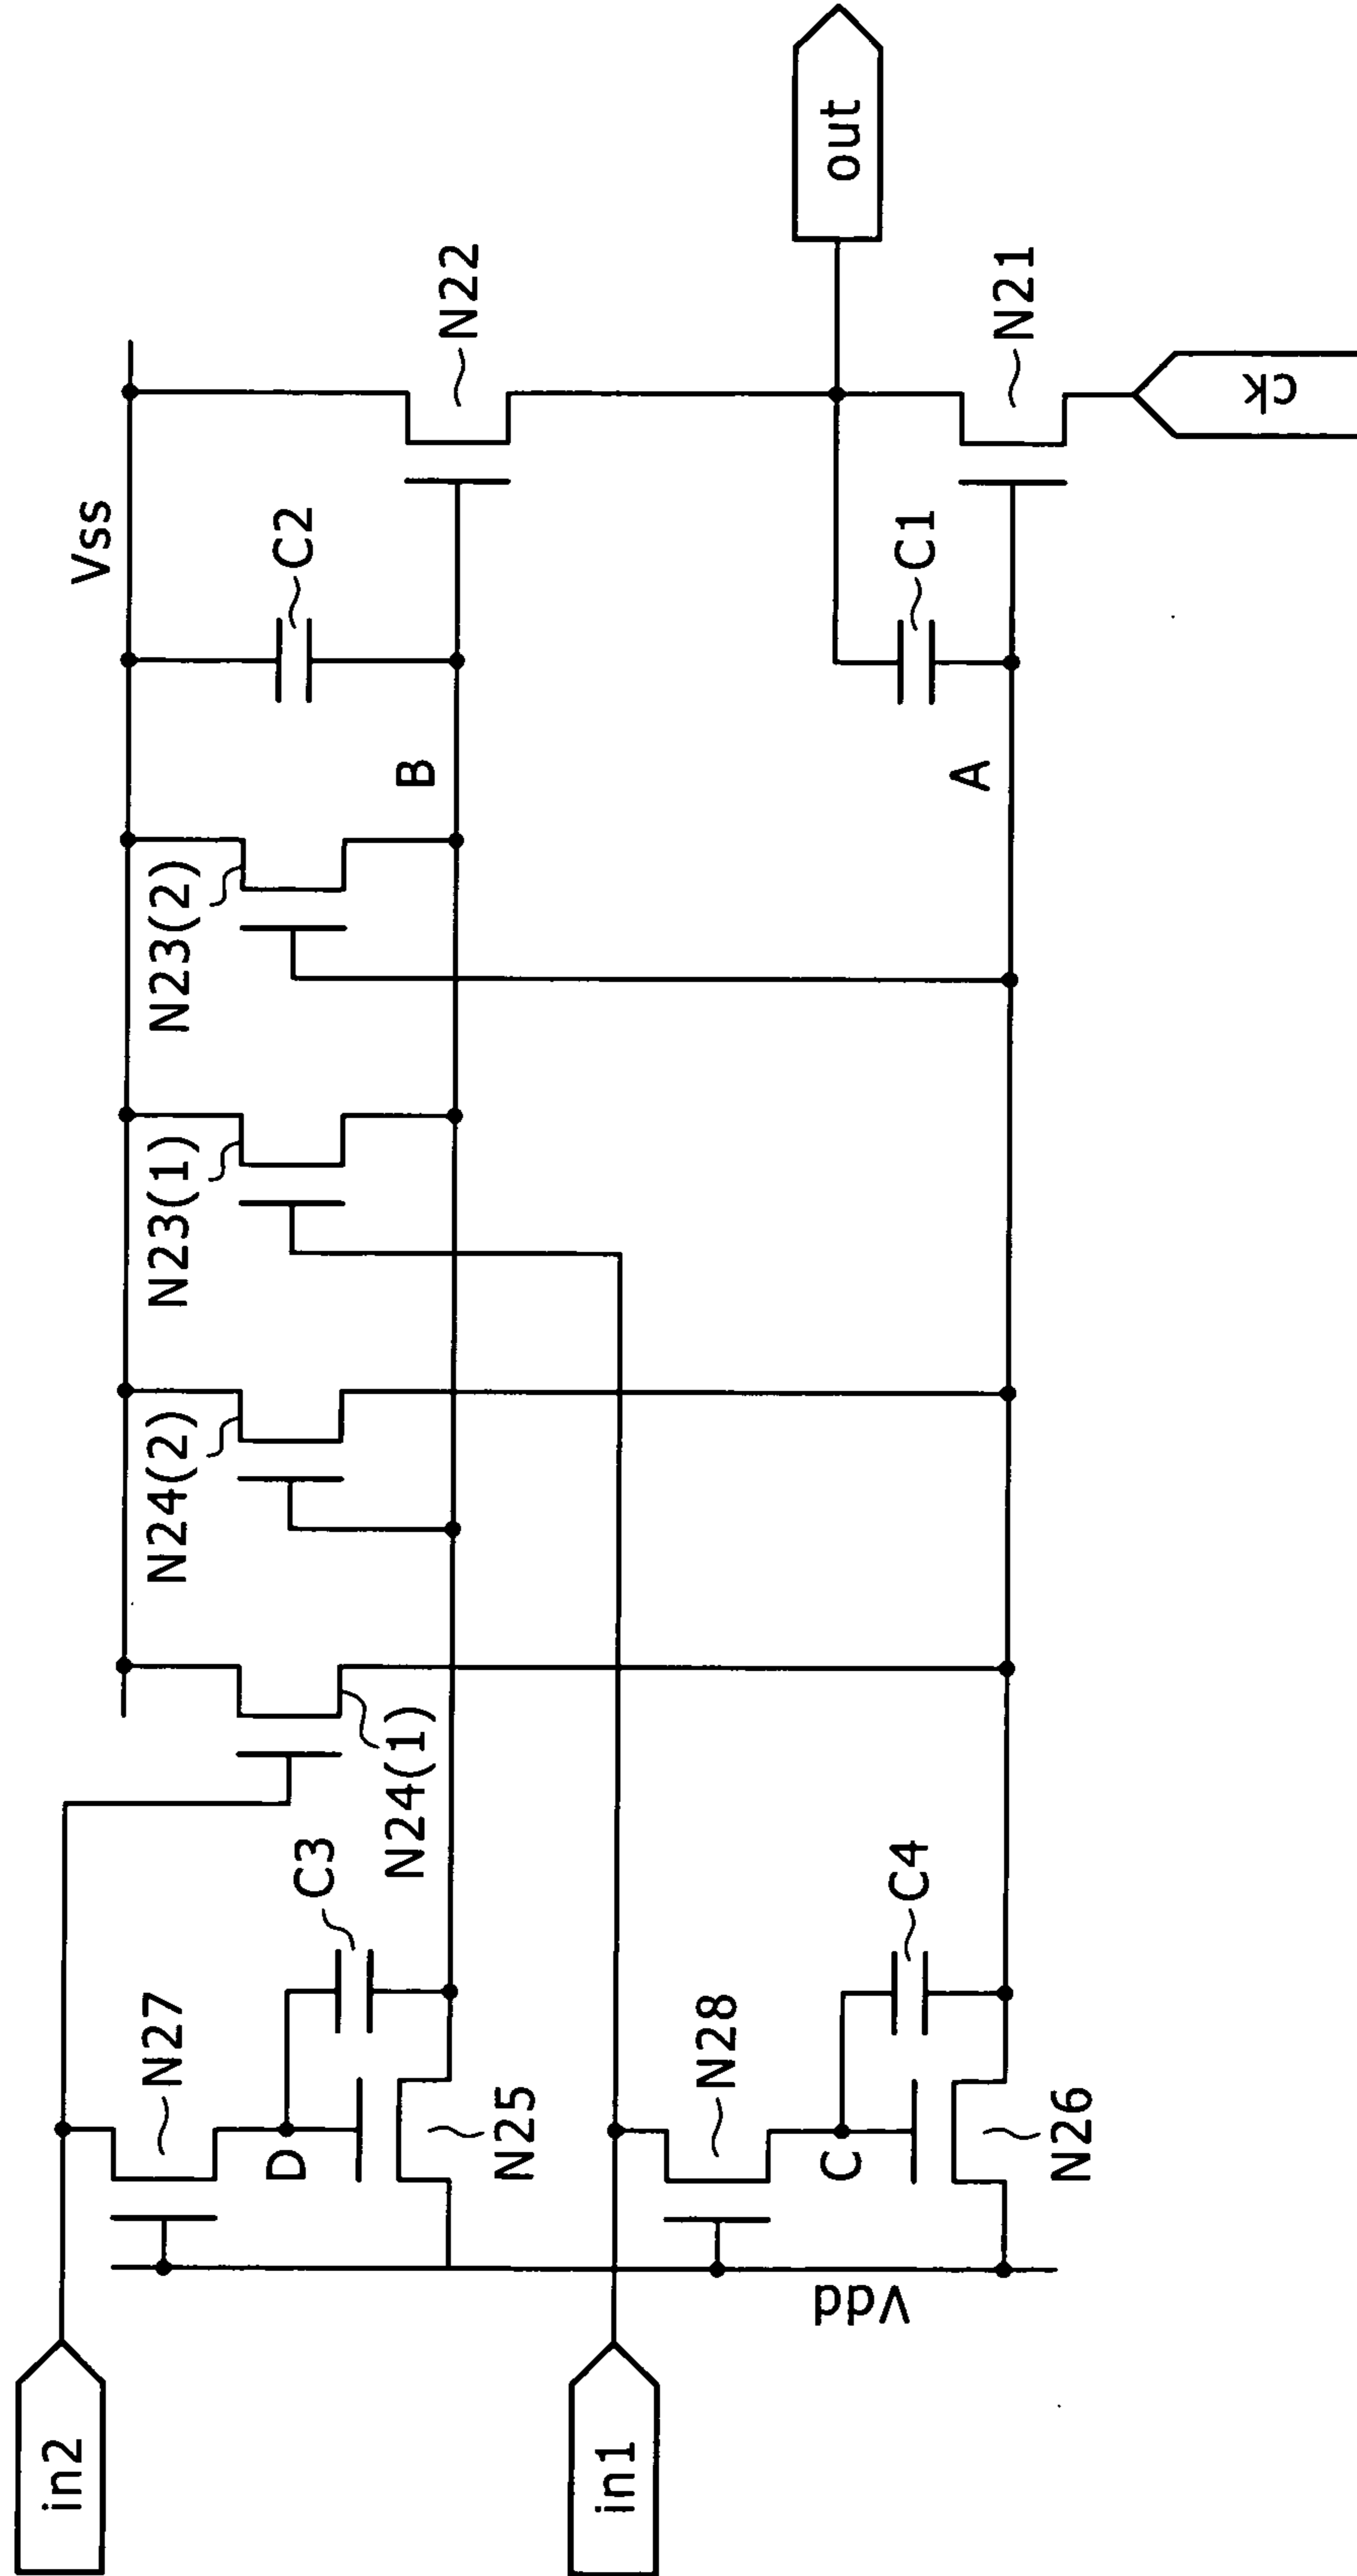 in2
in1
N27
D
C3
N25
N24(1)
N24(2)
N23(1)
N23(2)
B
C2
Vss
N22
out
N28
C
C4
N26
Vdd
A
C1
N21
ck